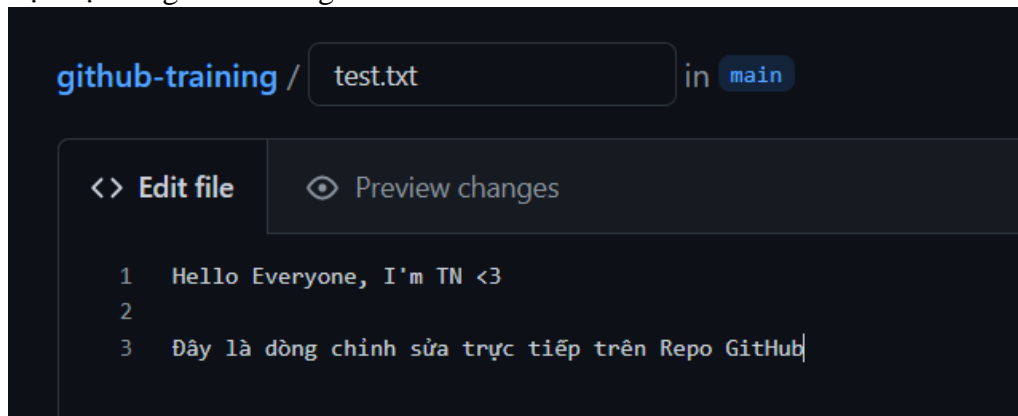 github-training / test.txt in main
<> Edit file Preview changes
1 Hello Everyone, I'm TN <3
2
3 Đây là dòng chỉnh sửa trực tiếp trên Repo GitHub